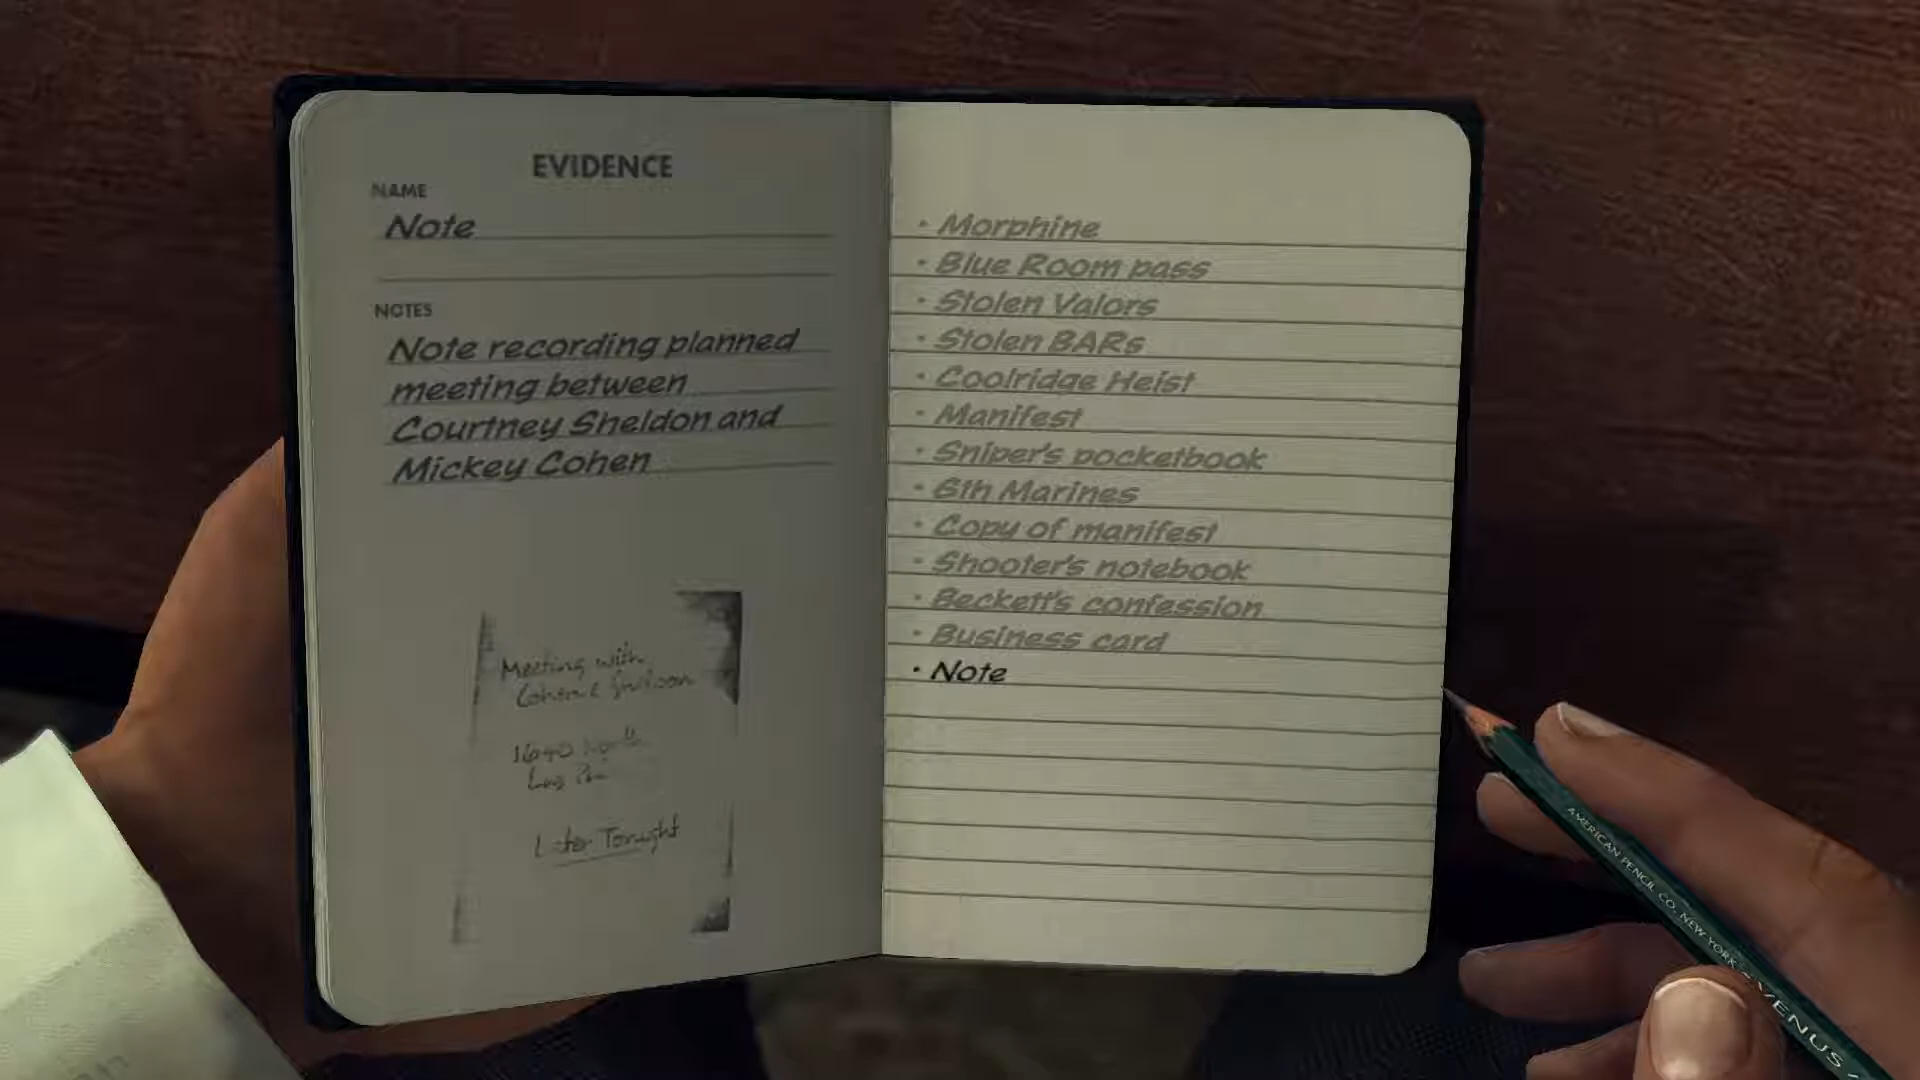 EVIDENCE
NAME
Note
NOTES
Note recording planned
meeting between
Courtney Sheldon and
Mickey Cohen
Meeting with
1640 North
Later Tonight
• Morphine
• Blue Room pass
• Stolen Valors
• Stolen BARs
• Coolridge Heist
• Manifest
• Sniper's pocketbook
• 6th Marines
• Copy of manifest
• Shooter's notebook
• Beckett's confession
• Business card
• Note
AMERICAN PENCIL CO. NEW YORK VENUS